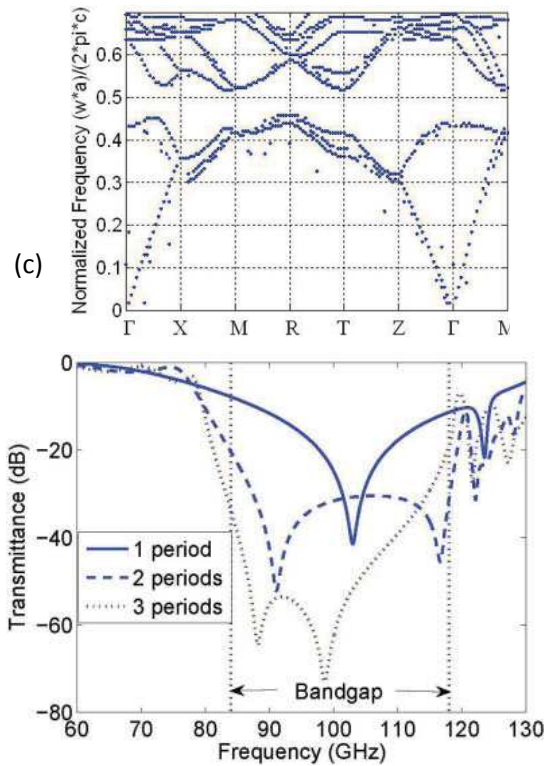 Normalized Frequency (w*a)/(2*pi*c)
0.6
0.5
0.4
0.3
0.2
0.1
0
Γ X M R T Z Γ M
(c)
Transmittance (dB)
0
−20
−40
−60
−80
1 period
2 periods
3 periods
Bandgap
60 70 80 90 100 110 120 130
Frequency (GHz)